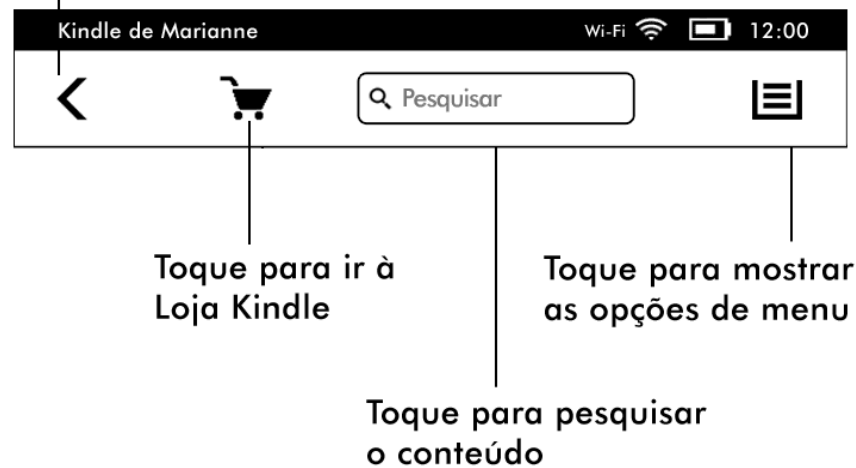 Kindle de Marianne Wi-Fi 12:00
Pesquisar
Toque para ir à
Loja Kindle
Toque para mostrar
as opções de menu
Toque para pesquisar
o conteúdo